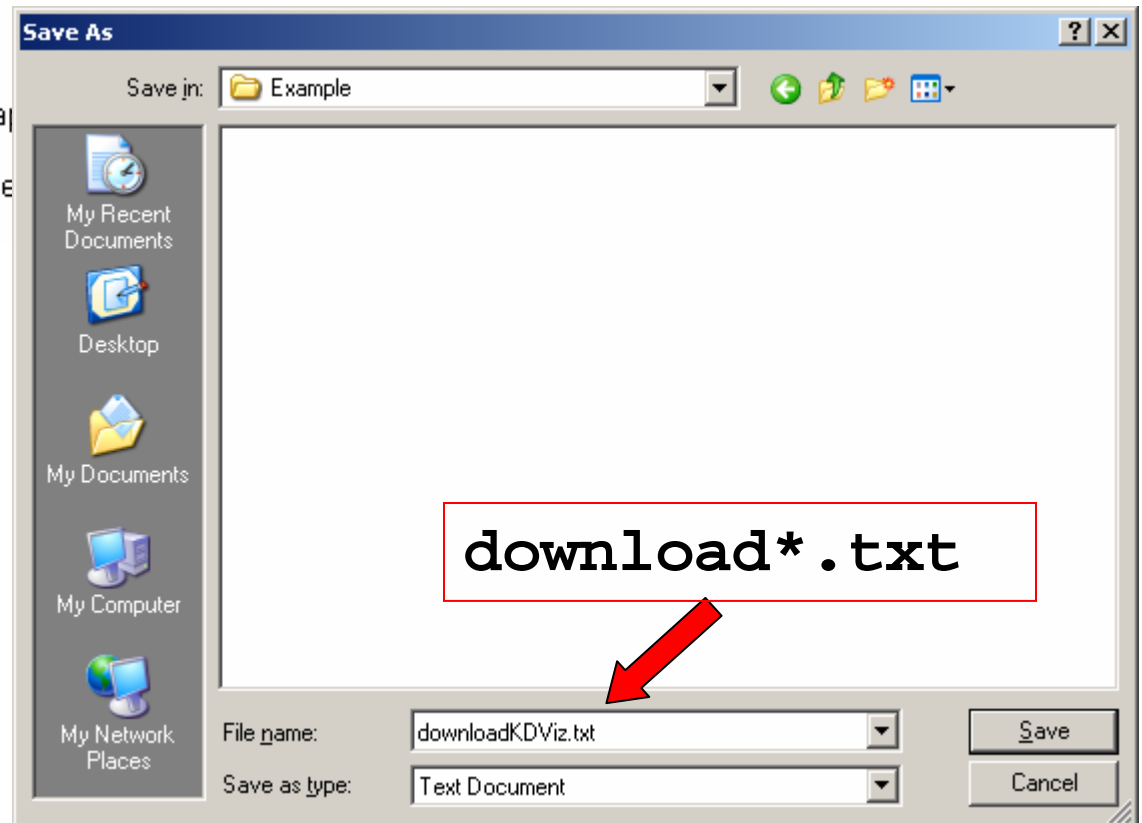 Save As
Save in:
Example
My Recent
Documents
Desktop
My Documents
My Computer
My Network
Places
download*.txt
File name:
downloadKDViz.txt
Save
Save as type:
Text Document
Cancel